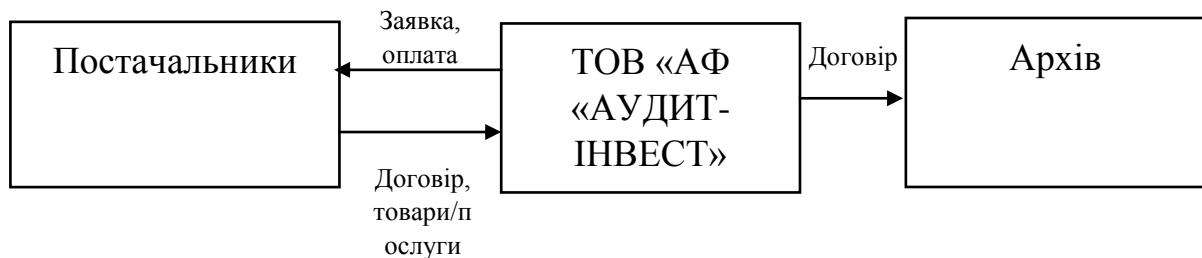 Постачальники
Заявка,
оплата
Договір,
товари/п
ослуги
ТОВ «АФ
«АУДИТ-
ІНВЕСТ»
Договір
Архів